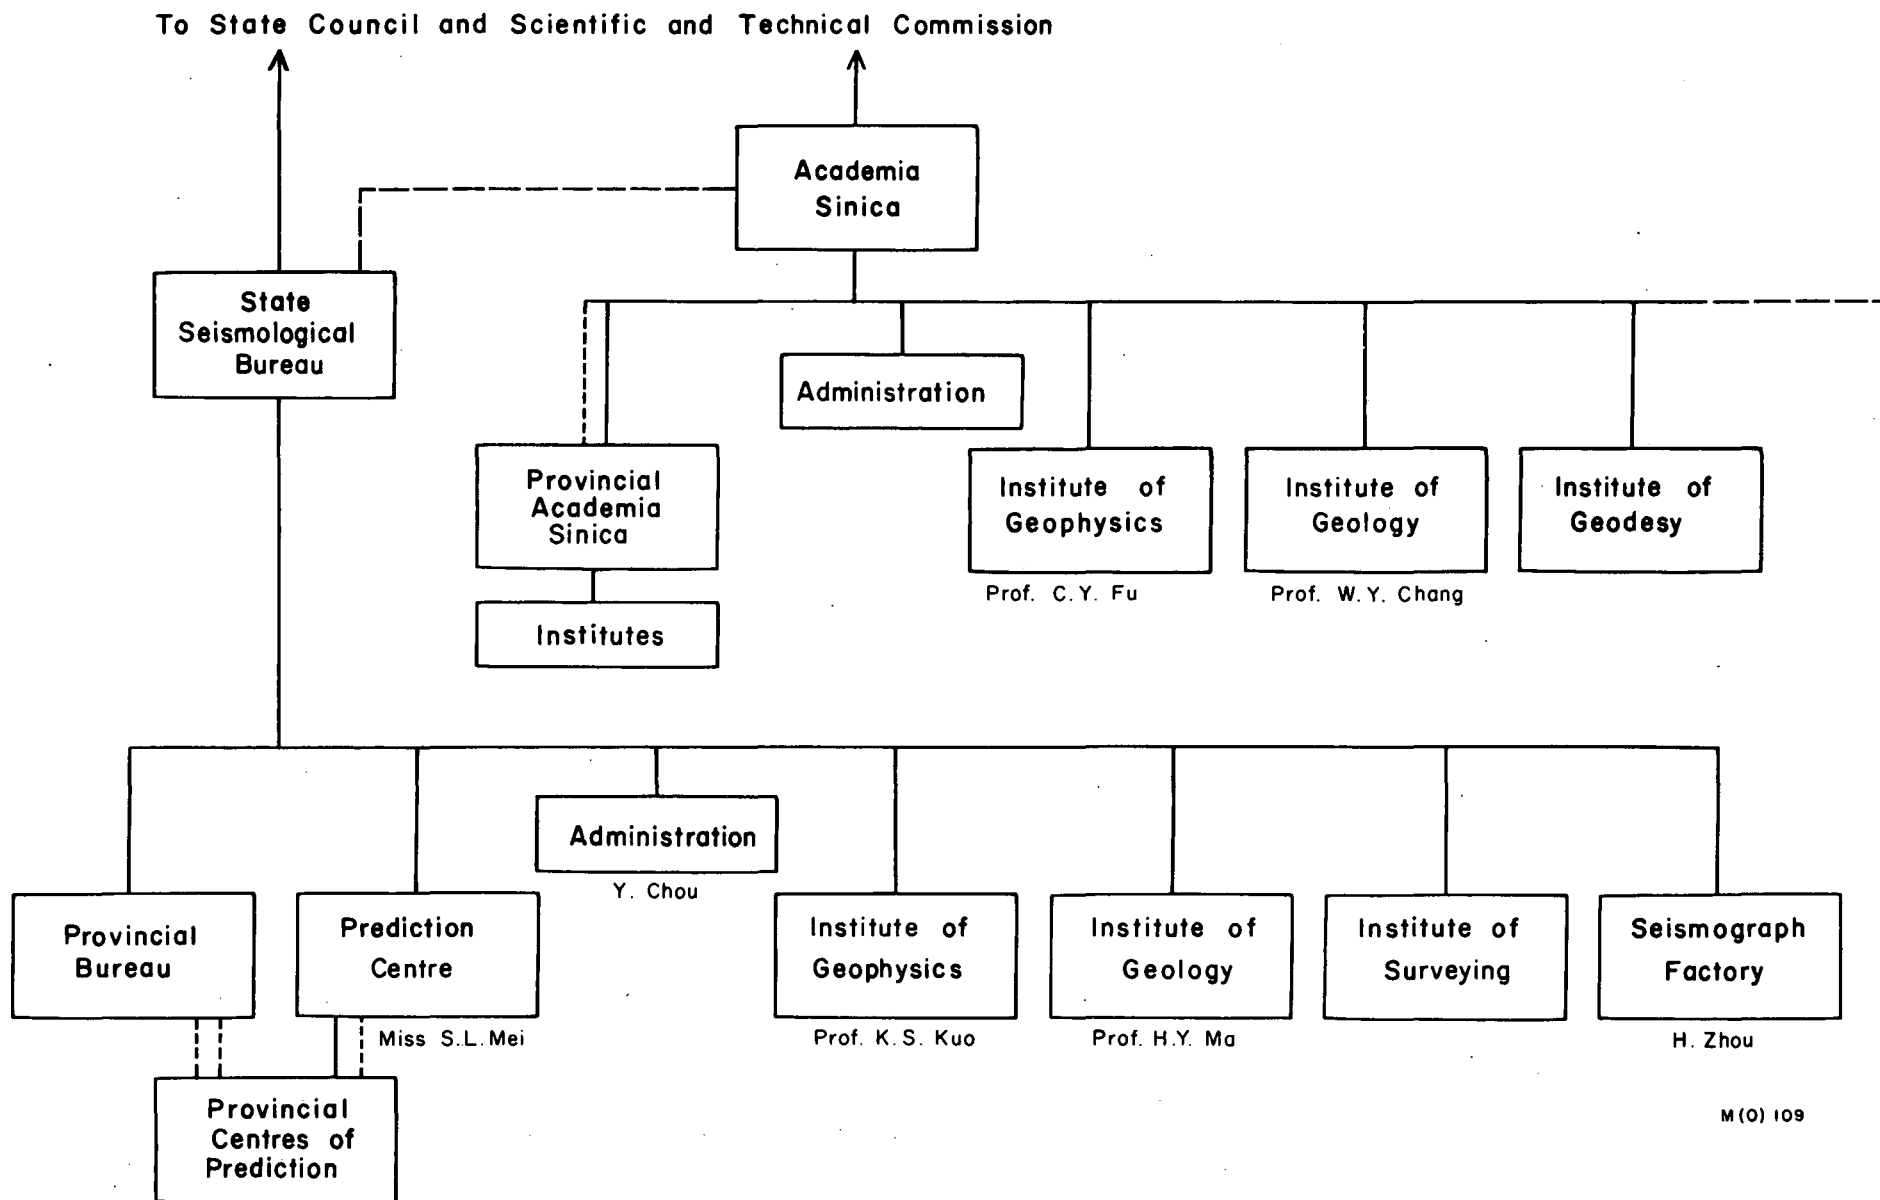 To State Council and Scientific and Technical Commission
Academia
Sinica
State
Seismological
Bureau
Administration
Provincial
Academia
Sinica
Institute of
Geophysics
Institute of
Geology
Institute of
Geodesy
Prof. C.Y. Fu
Prof. W.Y. Chang
Institutes
Administration
Y. Chou
Provincial
Bureau
Prediction
Centre
Institute of
Geophysics
Institute of
Geology
Institute of
Surveying
Seismograph
Factory
Miss S.L. Mei
Prof. K.S. Kuo
Prof. H.Y. Ma
H. Zhou
Provincial
Centres of
Prediction
M(O) 109